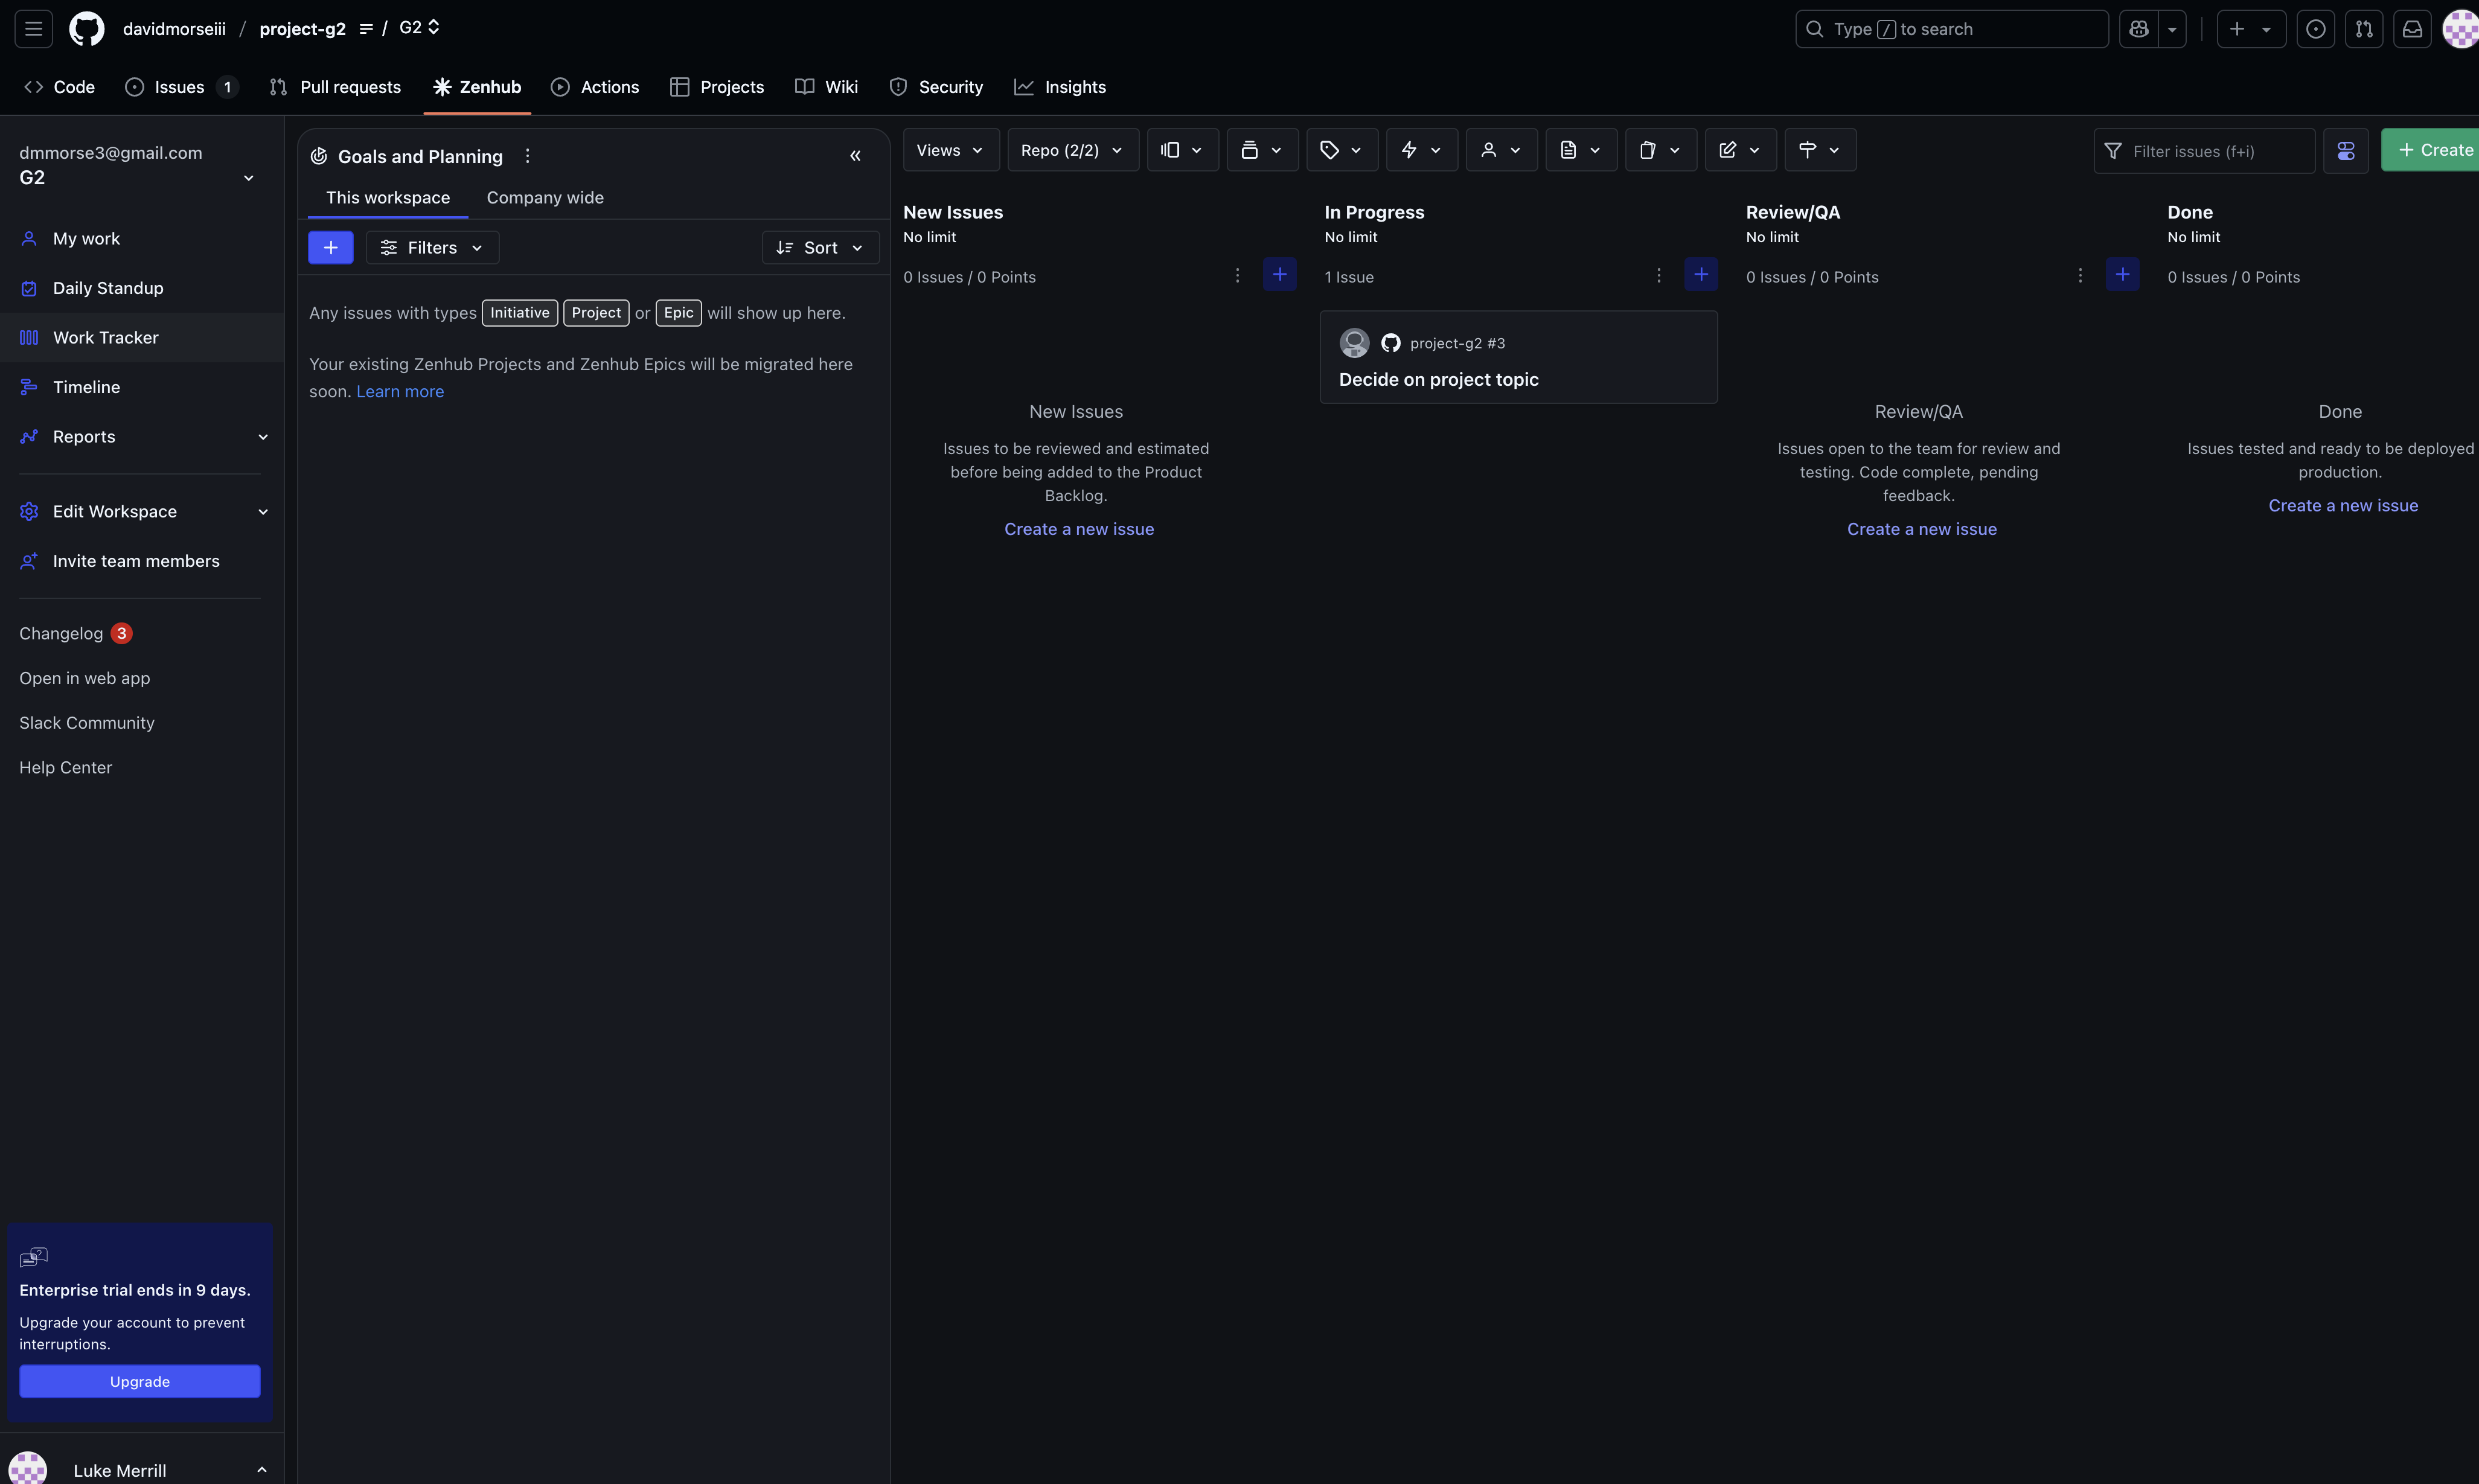 davidmorseiii / project-g2 / G2
Type / to search
Code
Issues 1
Pull requests
Zenhub
Actions
Projects
Wiki
Security
Insights
dmmorse3@gmail.com
G2
My work
Daily Standup
Work Tracker
Timeline
Reports
Edit Workspace
Invite team members
Changelog 3
Open in web app
Slack Community
Help Center
Enterprise trial ends in 9 days.
Upgrade your account to prevent
interruptions.
Upgrade
Luke Merrill
Goals and Planning
This workspace
Company wide
Filters
Sort
Any issues with types Initiative Project or Epic will show up here.
Your existing Zenhub Projects and Zenhub Epics will be migrated here
soon. Learn more
Views
Repo (2/2)
Filter issues (f+i)
+ Create
New Issues
No limit
0 Issues / 0 Points
New Issues
Issues to be reviewed and estimated
before being added to the Product
Backlog.
Create a new issue
In Progress
No limit
1 Issue
project-g2 #3
Decide on project topic
Review/QA
No limit
0 Issues / 0 Points
Review/QA
Issues open to the team for review and
testing. Code complete, pending
feedback.
Create a new issue
Done
No limit
0 Issues / 0 Points
Done
Issues tested and ready to be deployed
production.
Create a new issue